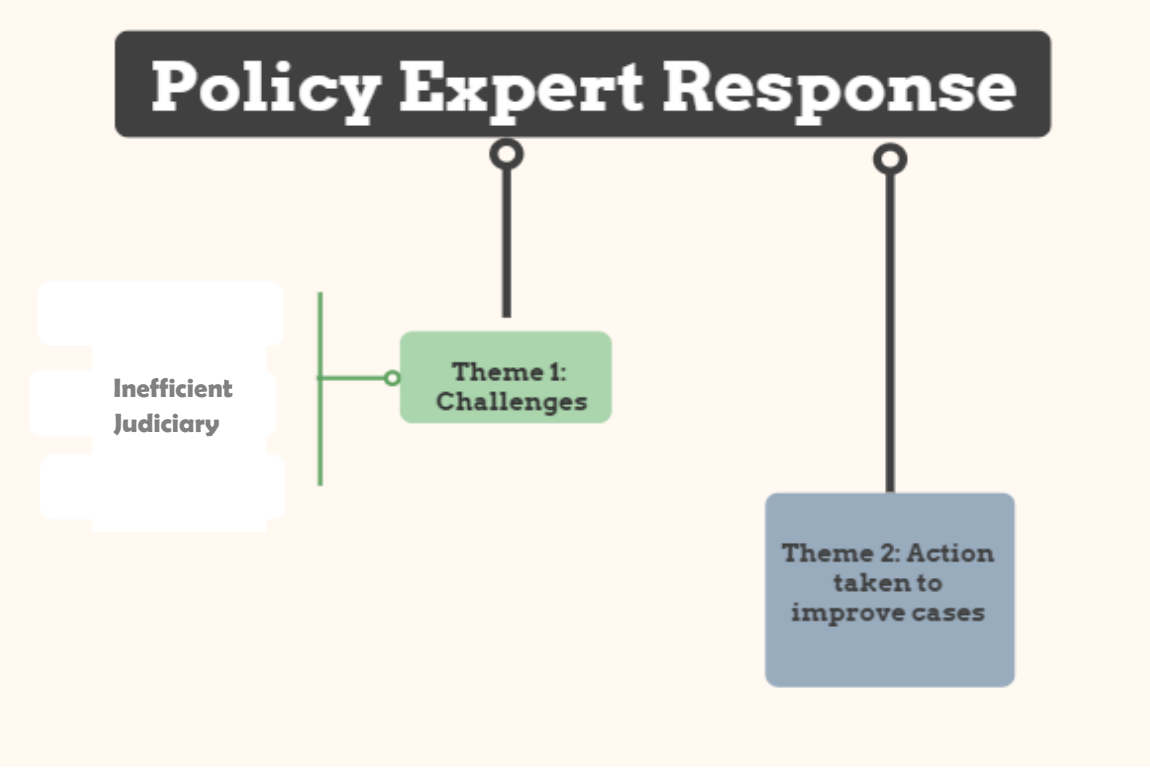 Policy Expert Response
Theme 1:
Challenges
Inefficient
Judiciary
Theme 2: Action
taken to
improve cases